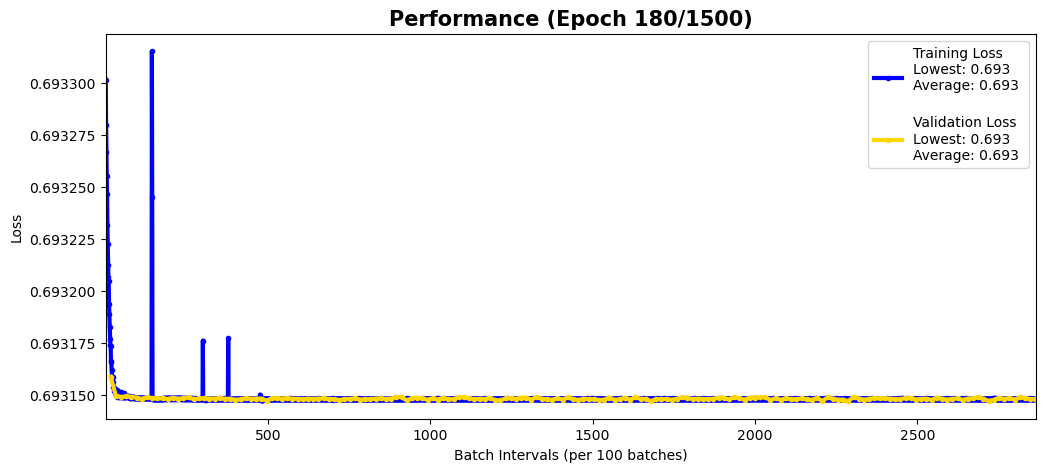 Performance (Epoch 180/1500)
Training Loss
Lowest: 0.693
Average: 0.693
Validation Loss
Lowest: 0.693
Average: 0.693
Loss
0.693300
0.693275
0.693250
0.693225
0.693200
0.693175
0.693150
500
1000
1500
2000
2500
Batch Intervals (per 100 batches)